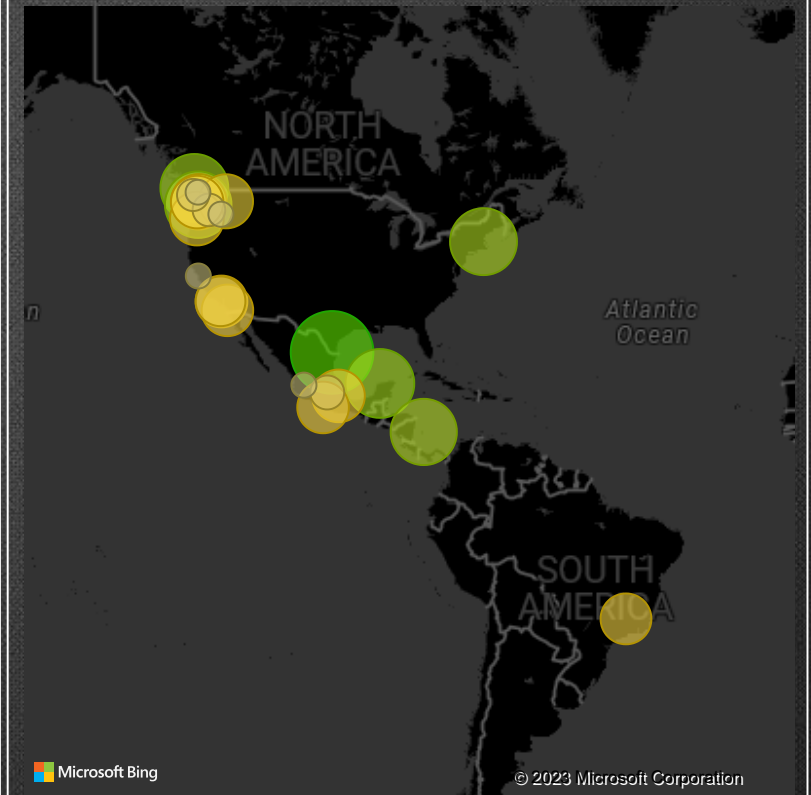 NORTH
AMERICA
n
Atlantic
Ocean
SOUTH
AMERICA
Microsoft Bing
© 2023 Microsoft Corporation